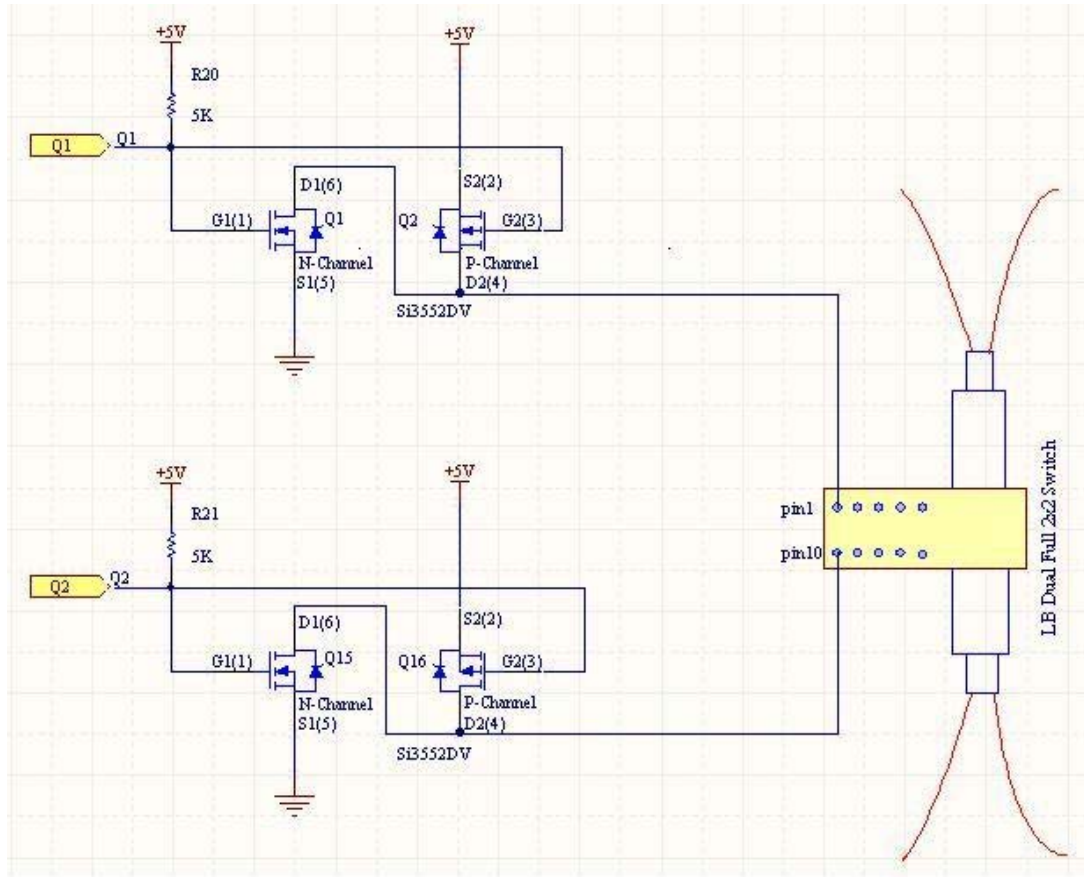 +5V
+5V
R20
5K
Q1
Q1
D1(6)
S2(2)
G1(1)
Q1
Q2
G2(3)
N-Channel
P-Channel
S1(5)
D2(4)
Si3552DV
+5V
+5V
R21
5K
pin1
pin10
LB Dual Full 2x2 Switch
Q2
Q2
D1(6)
S2(2)
G1(1)
Q15
Q16
G2(3)
N-Channel
P-Channel
S1(5)
D2(4)
Si3552DV